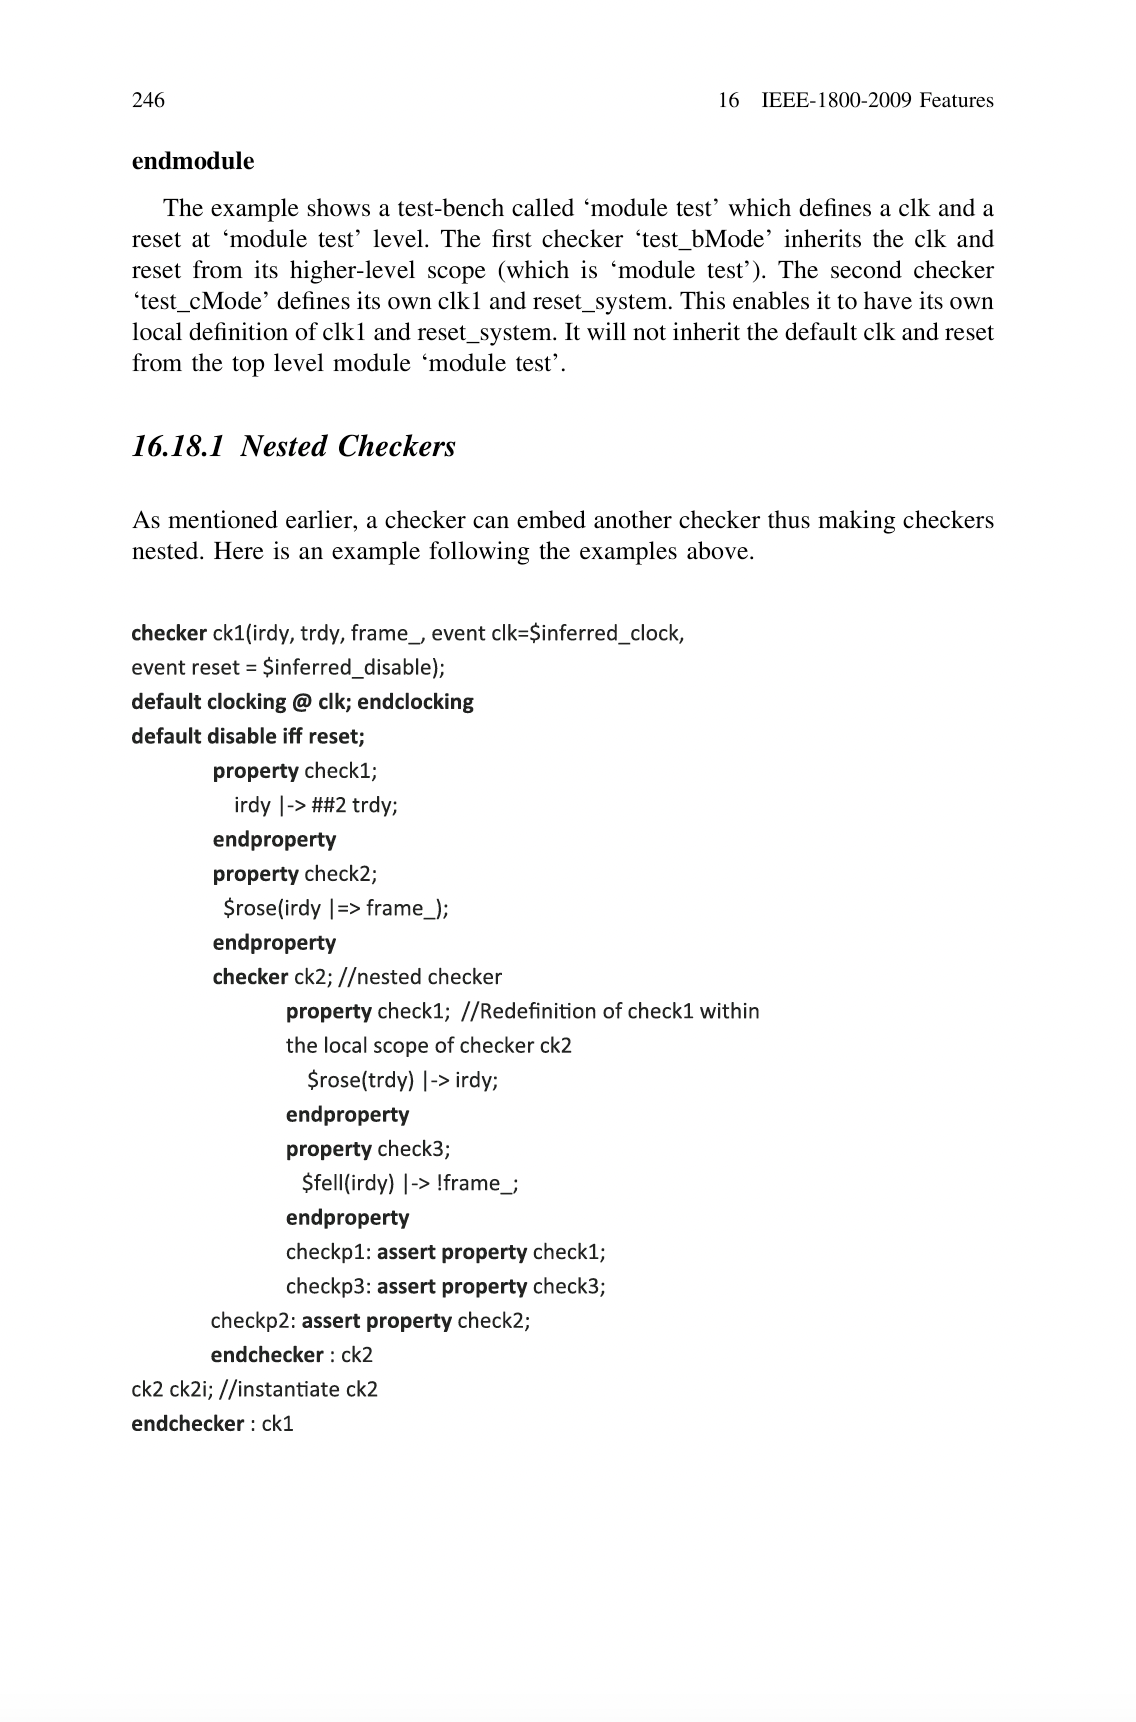 246
16 IEEE-1800-2009 Features
endmodule
The example shows a test-bench called ‘module test’ which defines a clk and a
reset at ‘module test’ level. The first checker ‘test_bMode’ inherits the clk and
reset from its higher-level scope (which is ‘module test’). The second checker
‘test_cMode’ defines its own clk1 and reset_system. This enables it to have its own
local definition of clk1 and reset_system. It will not inherit the default clk and reset
from the top level module ‘module test’.
16.18.1 Nested Checkers
As mentioned earlier, a checker can embed another checker thus making checkers
nested. Here is an example following the examples above.
checker ck1(irdy, trdy, frame_, event clk=$inferred_clock,
event reset = $inferred_disable);
default clocking @ clk; endclocking
default disable iff reset;
property check1;
irdy |-> ##2 trdy;
endproperty
property check2;
$rose(irdy |=> frame_);
endproperty
checker ck2; //nested checker
property check1; //Redefinition of check1 within
the local scope of checker ck2
$rose(trdy) |-> irdy;
endproperty
property check3;
$fell(irdy) |-> !frame_;
endproperty
checkp1: assert property check1;
checkp3: assert property check3;
checkp2: assert property check2;
endchecker : ck2
ck2 ck2i; //instantiate ck2
endchecker : ck1